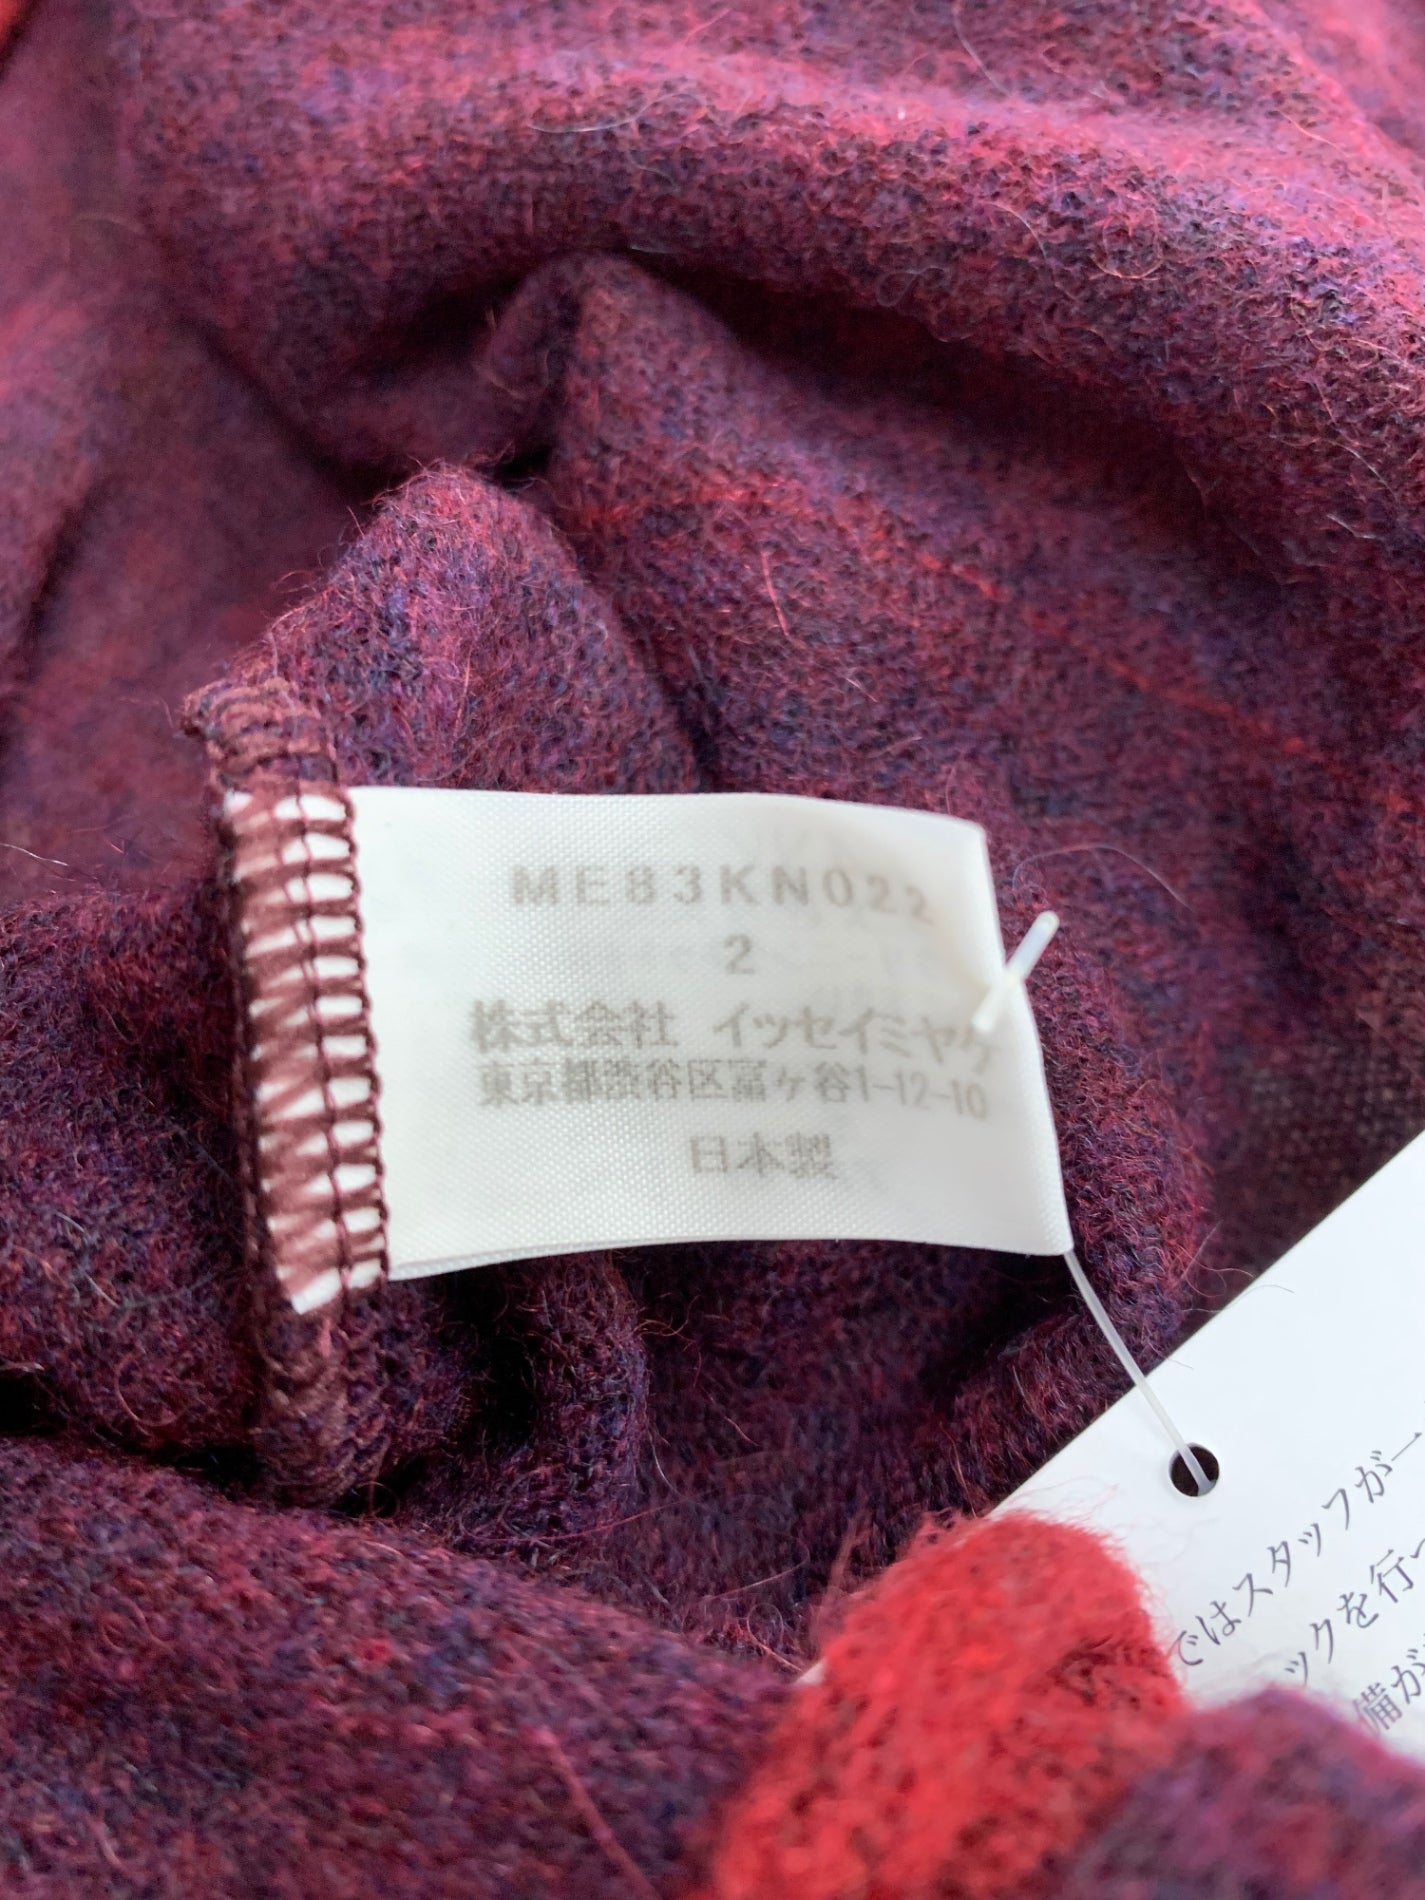 ME83KN022
2
株式会社 イッセイミヤケ
東京都渋谷区富ヶ谷1-12-10
日本製
ではスタッフが一
ックを行
備が